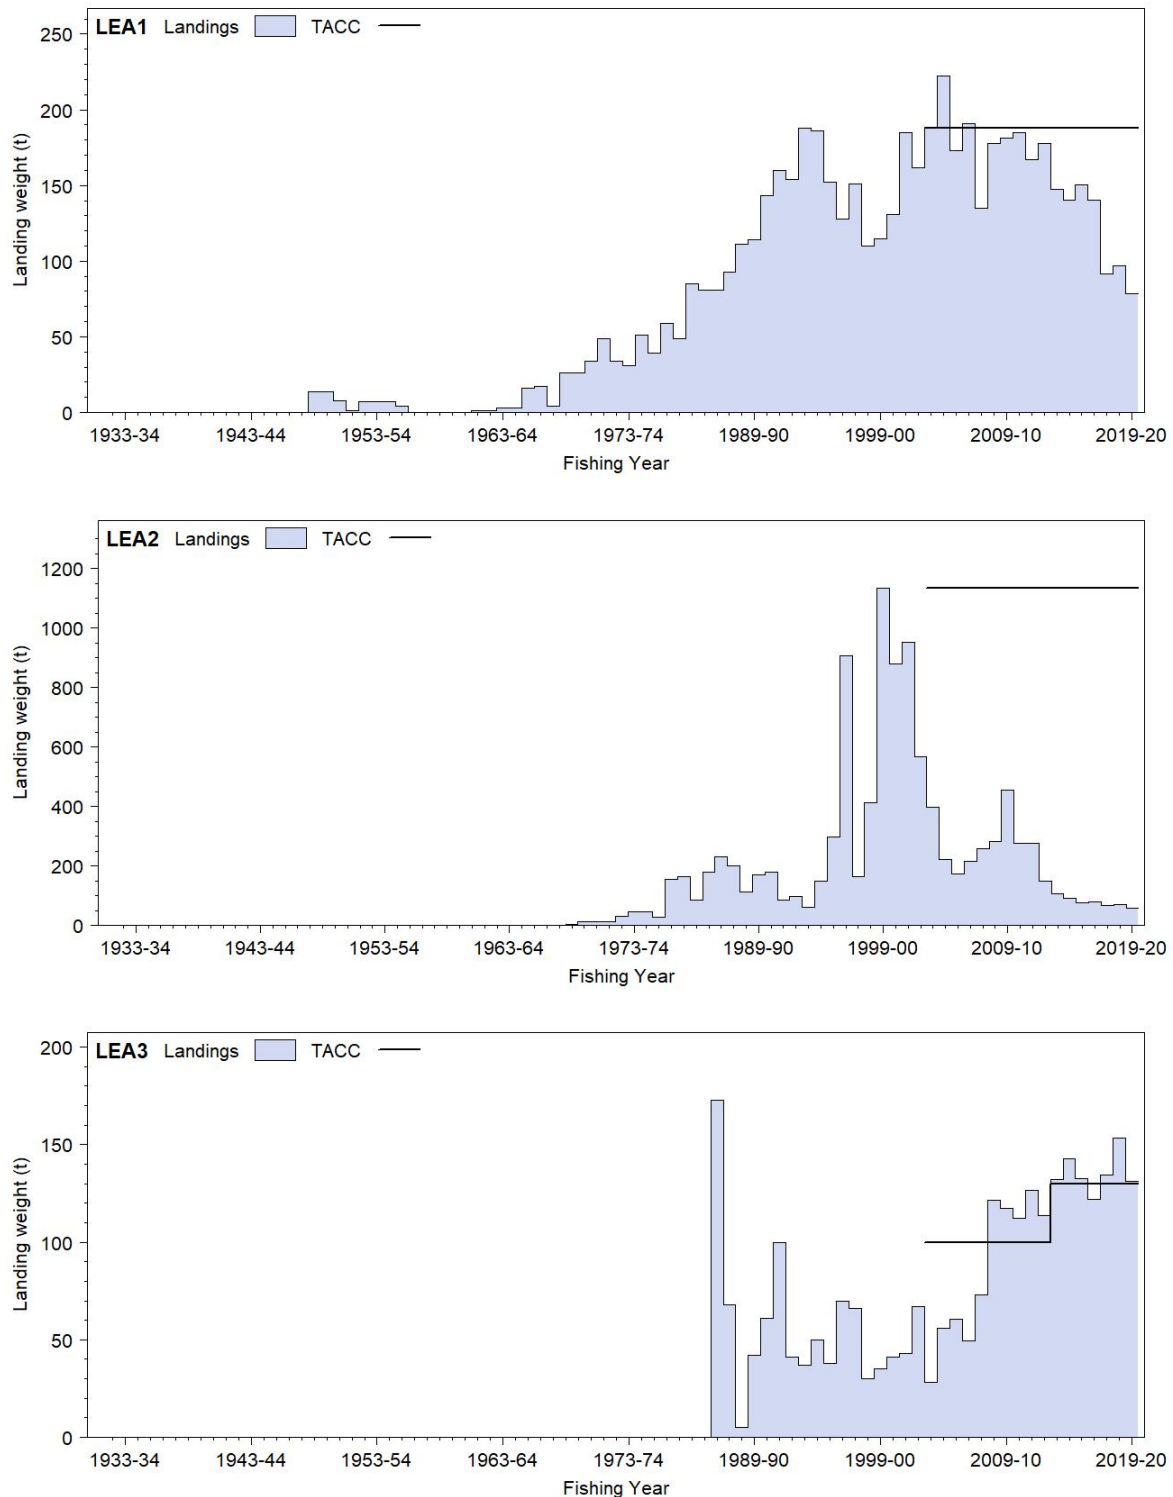 LEA1 Landings TACC
250
200
150
100
50
0
Landing weight (t)
1933-34 1943-44 1953-54 1963-64 1973-74 1989-90 1999-00 2009-10 2019-20
Fishing Year
LEA2 Landings TACC
1200
1000
800
600
400
200
0
Landing weight (t)
1933-34 1943-44 1953-54 1963-64 1973-74 1989-90 1999-00 2009-10 2019-20
Fishing Year
LEA3 Landings TACC
200
150
100
50
0
Landing weight (t)
1933-34 1943-44 1953-54 1963-64 1973-74 1989-90 1999-00 2009-10 2019-20
Fishing Year